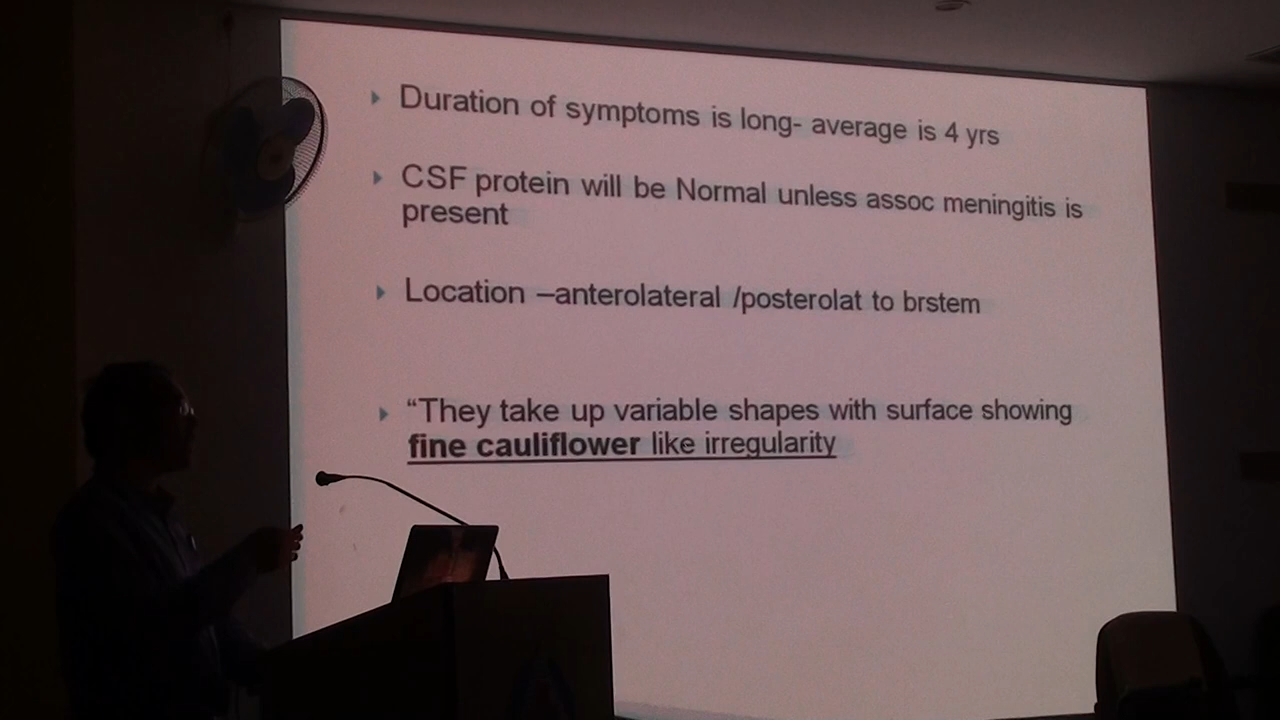 Duration of symptoms is long- average is 4 yrs
CSF protein will be Normal unless assoc meningitis is
present
Location –anterolateral /posterolat to brstem
“They take up variable shapes with surface showing
fine cauliflower like irregularity